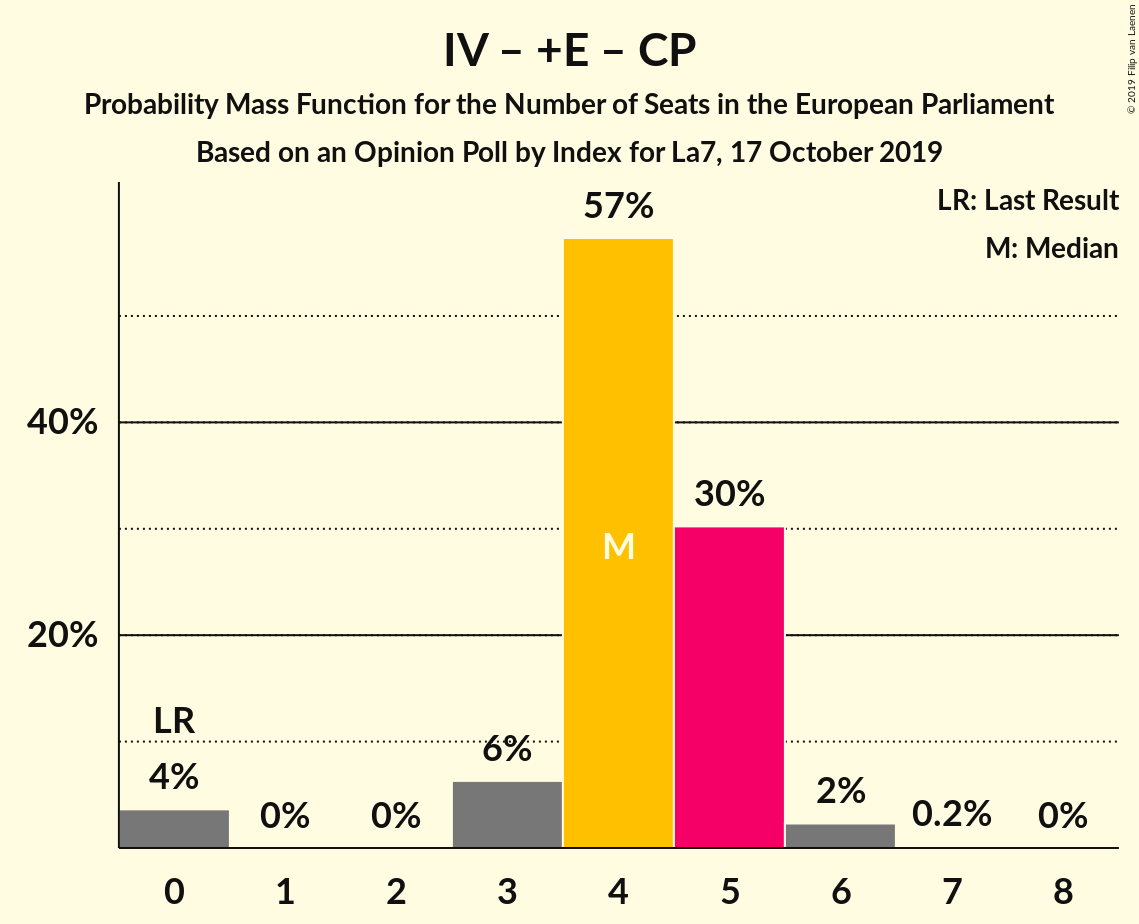 IV – +E – CP
Probability Mass Function for the Number of Seats in the European Parliament
Based on an Opinion Poll by Index for La7, 17 October 2019
© 2019 Filip van Laenen
LR: Last Result
M: Median
57%
40%
30%
M
20%
LR
6%
4%
0%
0%
2%
0.2%
0%
0 1 2 3 4 5 6 7 8